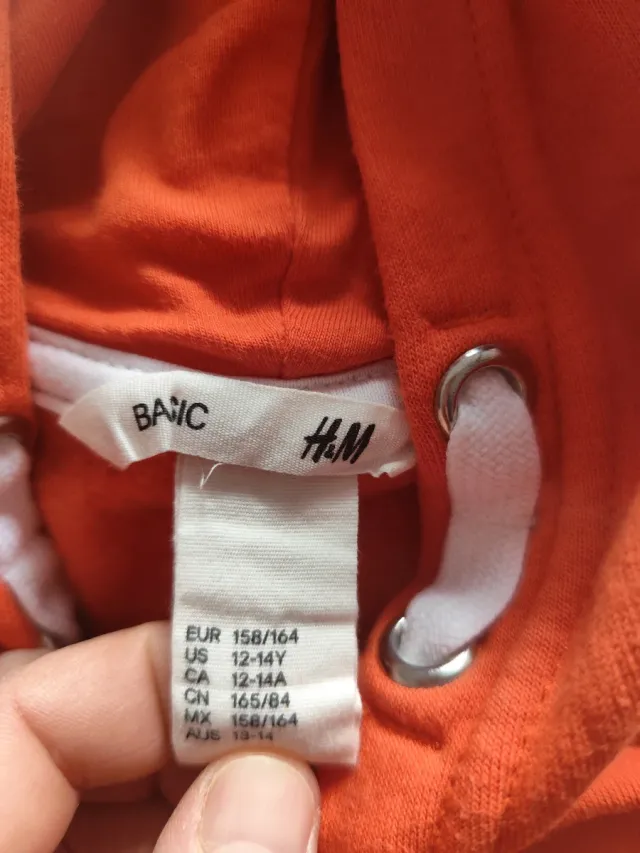 BASIC
H&M
EUR 158/164
US 12-14Y
CA 12-14A
CN 165/84
MX 158/164
AUS 13-14